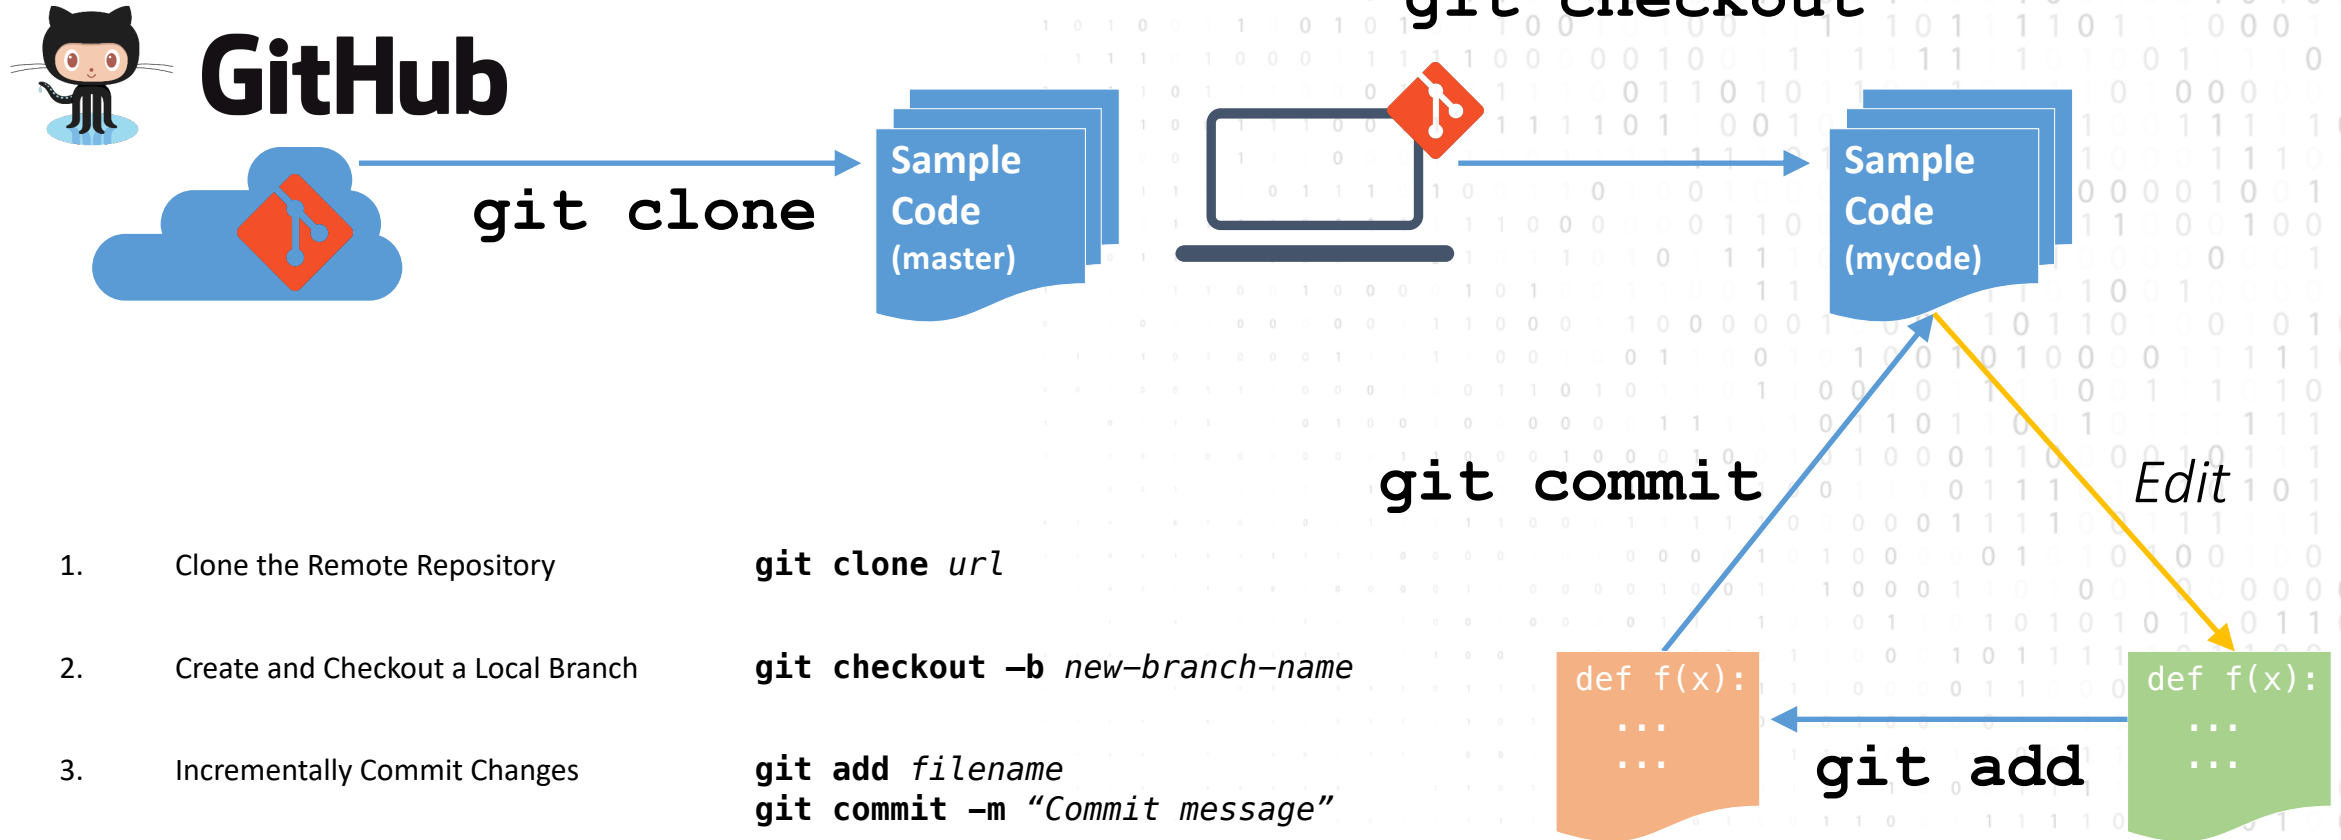 git checkout
GitHub
git clone
Sample
Code
(master)
Sample
Code
(mycode)
git commit
Edit
1. Clone the Remote Repository git clone url
2. Create and Checkout a Local Branch git checkout –b new–branch–name
3. Incrementally Commit Changes git add filename
git commit –m “Commit message”
def f(x):
...
...
git add
def f(x):
...
...